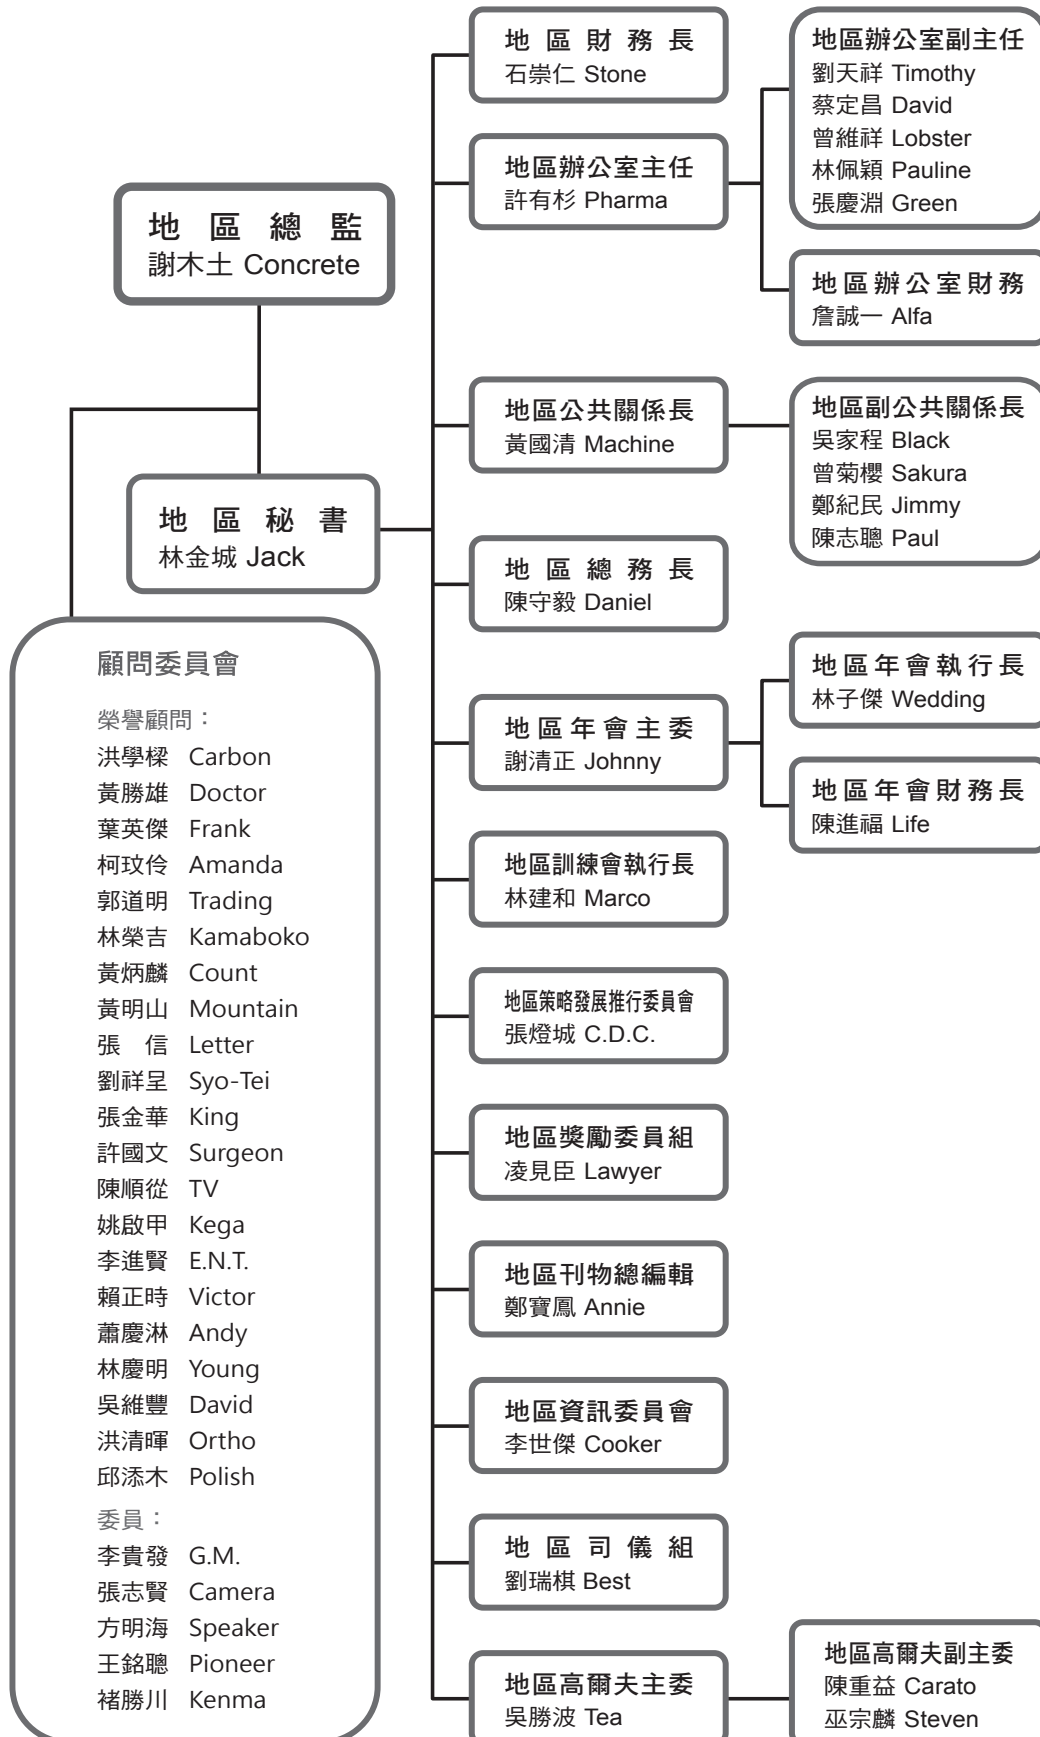 地區總監
謝木土 Concrete
地區秘書
林金城 Jack
顧問委員會
榮譽顧問：
洪學樑 Carbon
黃勝雄 Doctor
葉英傑 Frank
柯玟伶 Amanda
郭道明 Trading
林榮吉 Kamaboko
黃炳麟 Count
黃明山 Mountain
張 信 Letter
劉祥呈 Syo-Tei
張金華 King
許國文 Surgeon
陳順從 TV
姚啟甲 Kega
李進賢 E.N.T.
賴正時 Victor
蕭慶淋 Andy
林慶明 Young
吳維豐 David
洪清暉 Ortho
邱添木 Polish
委員：
李貴發 G.M.
張志賢 Camera
方明海 Speaker
王銘聰 Pioneer
褚勝川 Kenma
地區財務長
石崇仁 Stone
地區辦公室主任
許有杉 Pharma
地區辦公室副主任
劉天祥 Timothy
蔡定昌 David
曾維祥 Lobster
林佩穎 Pauline
張慶淵 Green
地區辦公室財務
詹誠一 Alfa
地區公共關係長
黃國清 Machine
地區副公共關係長
吳家程 Black
曾菊櫻 Sakura
鄭紀民 Jimmy
陳志聰 Paul
地區總務長
陳守毅 Daniel
地區年會主委
謝清正 Johnny
地區年會執行長
林子傑 Wedding
地區年會財務長
陳進福 Life
地區訓練會執行長
林建和 Marco
地區策略發展推行委員會
張燈城 C.D.C.
地區獎勵委員組
凌見臣 Lawyer
地區刊物總編輯
鄭寶鳳 Annie
地區資訊委員會
李世傑 Cooker
地區司儀組
劉瑞棋 Best
地區高爾夫主委
吳勝波 Tea
地區高爾夫副主委
陳重益 Carato
巫宗麟 Steven